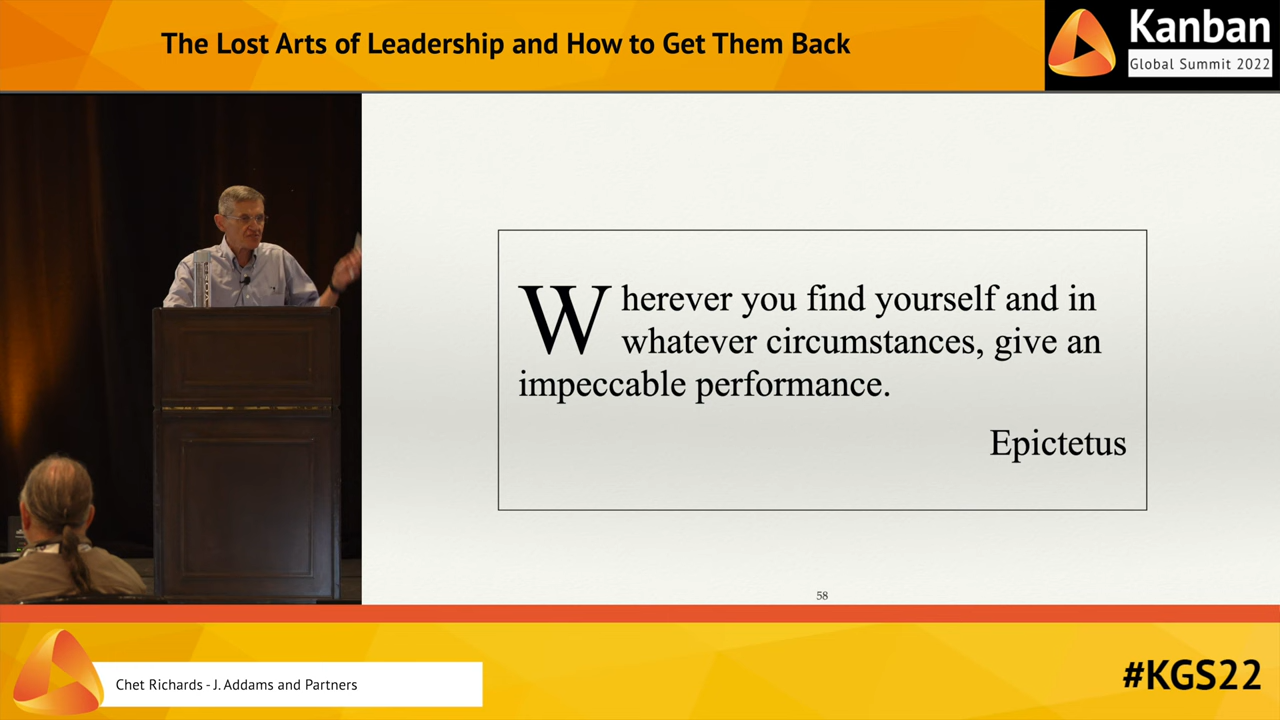 The Lost Arts of Leadership and How to Get Them Back
Kanban
Global Summit 2022
Wherever you find yourself and in
whatever circumstances, give an
impeccable performance.
Epictetus
58
Chet Richards - J. Addams and Partners
#KGS22